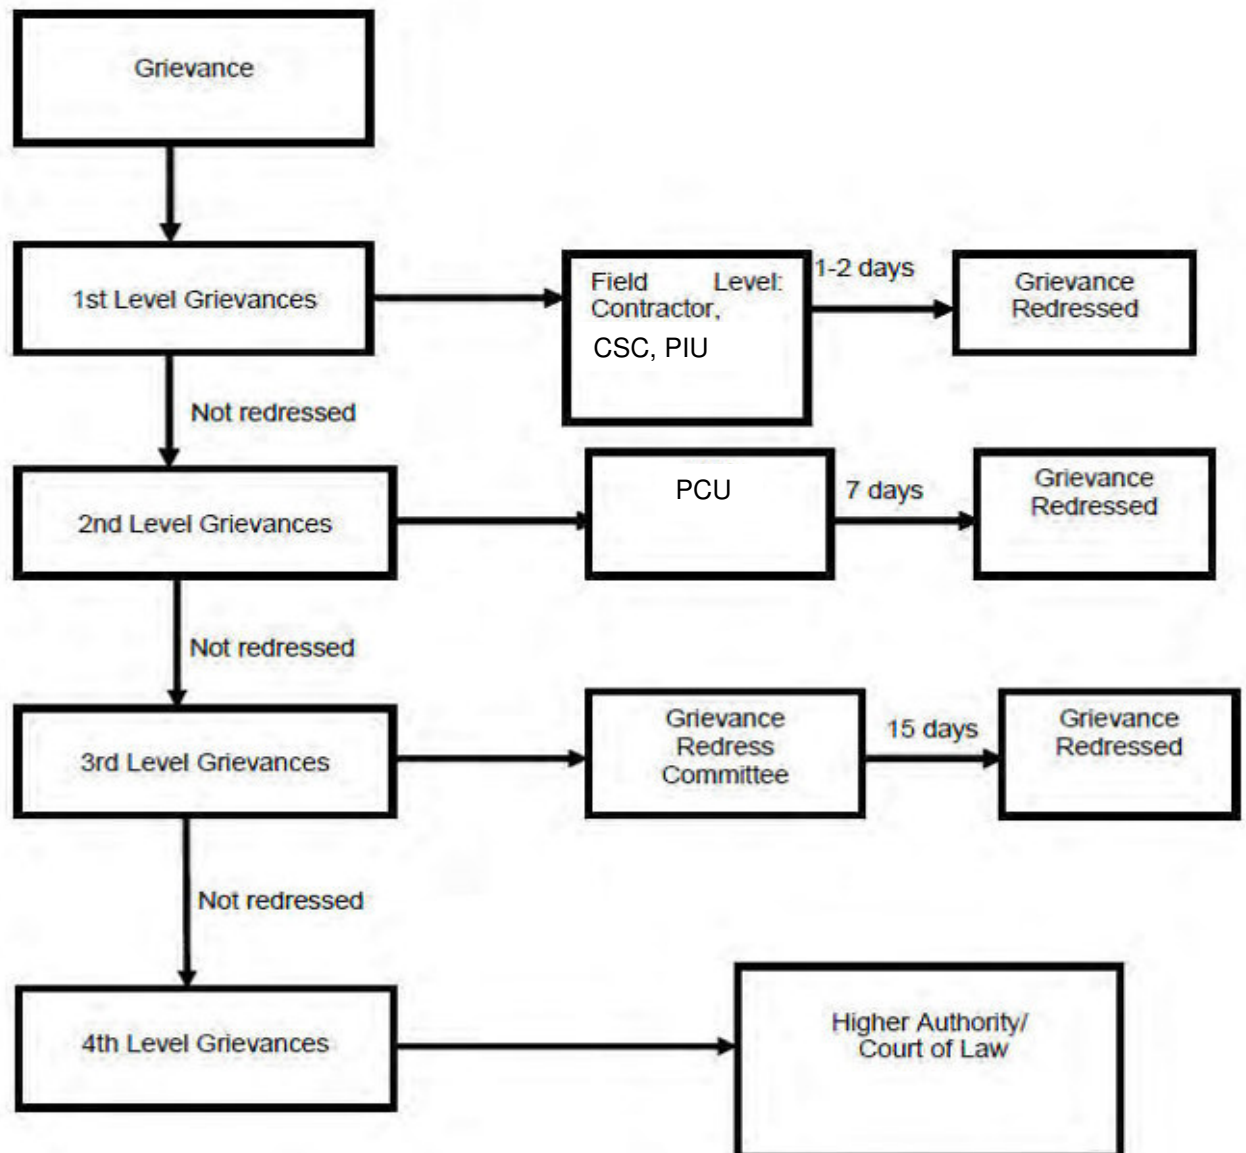 Grievance
1st Level Grievances
Field Level:
Contractor,
CSC, PIU
1-2 days
Grievance
Redressed
Not redressed
2nd Level Grievances
PCU
7 days
Grievance
Redressed
Not redressed
3rd Level Grievances
Grievance
Redress
Committee
15 days
Grievance
Redressed
Not redressed
4th Level Grievances
Higher Authority/
Court of Law